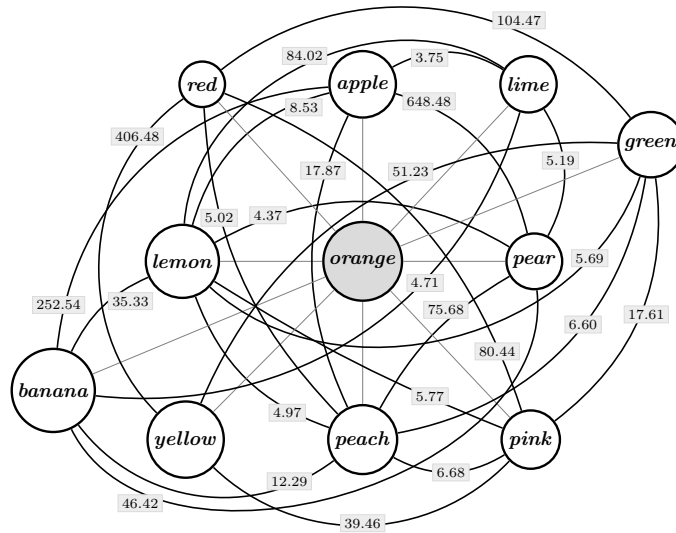 104.47
84.02
3.75
red
apple
lime
8.53
648.48
406.48
green
5.19
17.87
51.23
5.02
4.37
lemon
orange
pear
5.69
4.71
252.54
35.33
75.68
6.60
17.61
80.44
banana
5.77
4.97
yellow
peach
pink
6.68
12.29
46.42
39.46